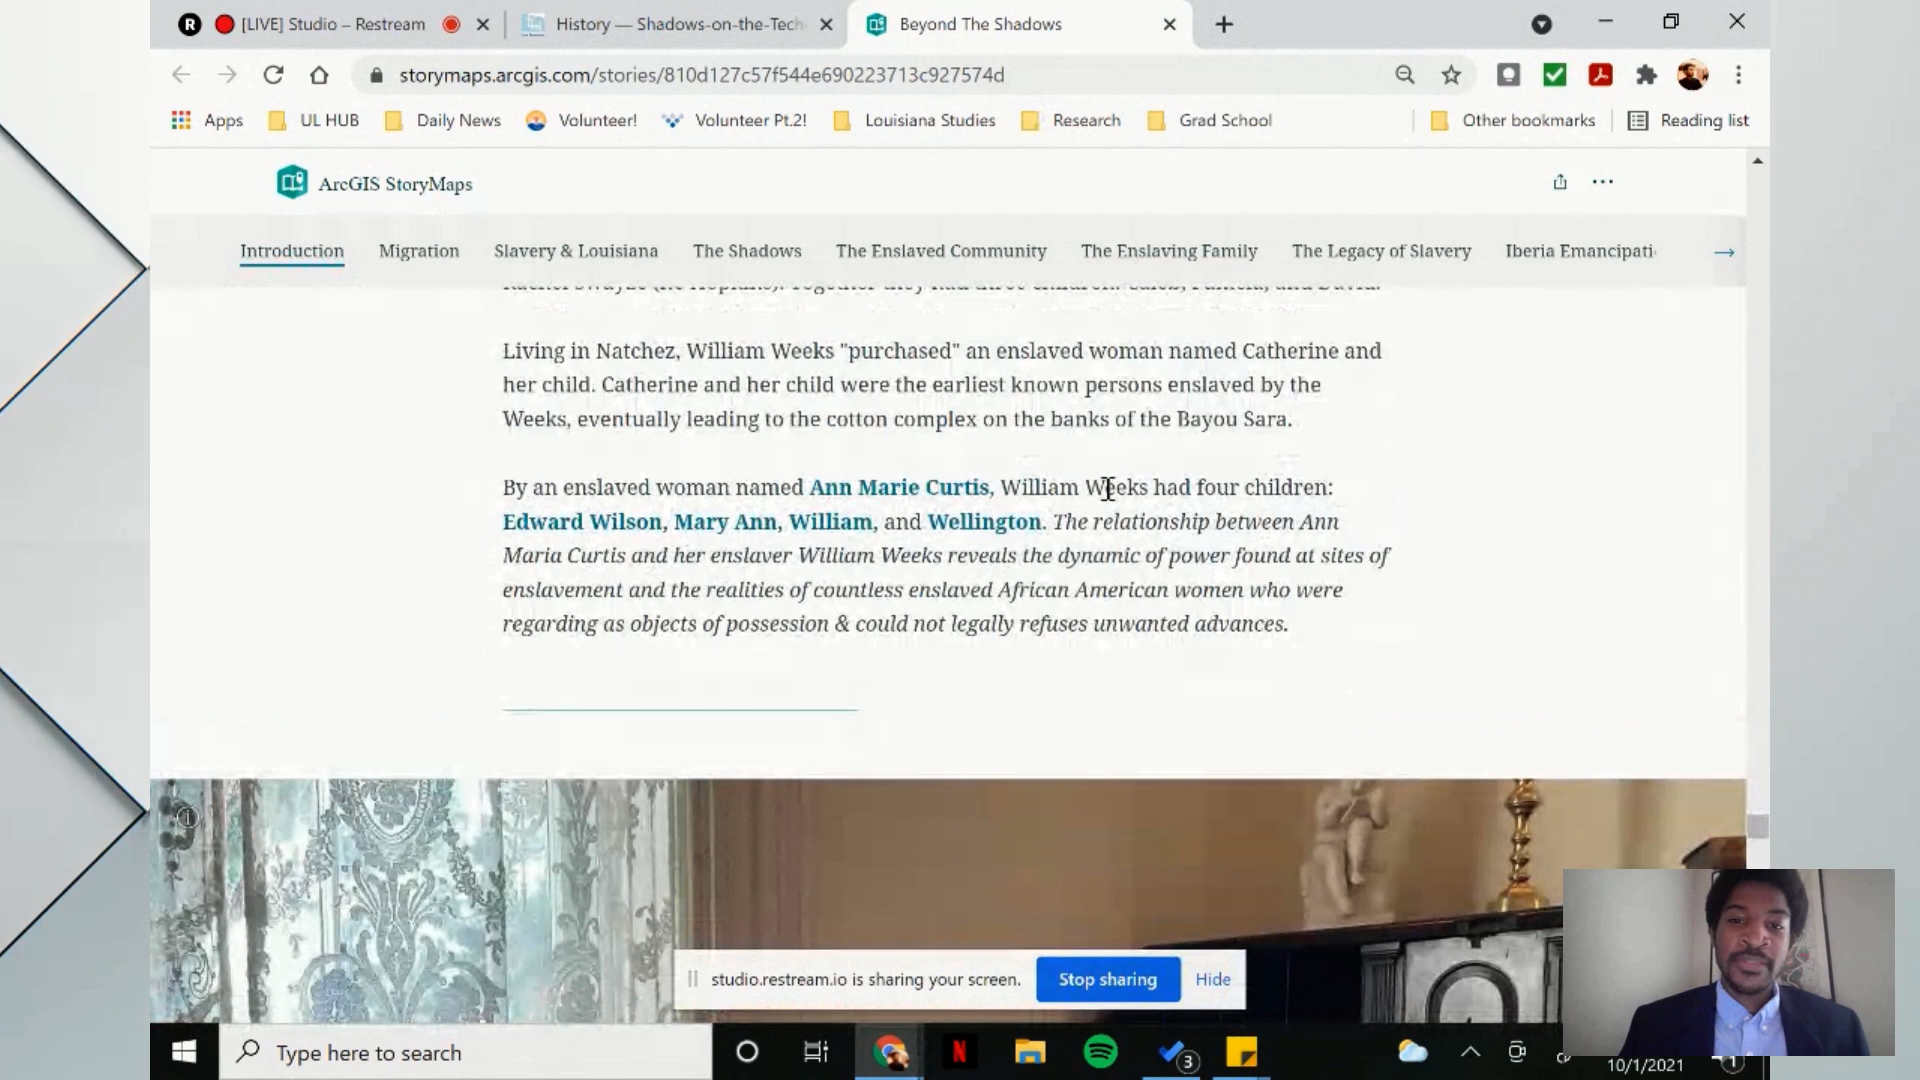 [LIVE] Studio – Restream
History — Shadows-on-the-Tech
Beyond The Shadows
storymaps.arcgis.com/stories/810d127c57f544e690223713c927574d
Apps
UL HUB
Daily News
Volunteer!
Volunteer Pt.2!
Louisiana Studies
Research
Grad School
Other bookmarks
Reading list
ArcGIS StoryMaps
Introduction
Migration
Slavery & Louisiana
The Shadows
The Enslaved Community
The Enslaving Family
The Legacy of Slavery
Iberia Emancipati
Living in Natchez, William Weeks "purchased" an enslaved woman named Catherine and
her child. Catherine and her child were the earliest known persons enslaved by the
Weeks, eventually leading to the cotton complex on the banks of the Bayou Sara.
By an enslaved woman named Ann Marie Curtis, William Weeks had four children:
Edward Wilson, Mary Ann, William, and Wellington. The relationship between Ann
Maria Curtis and her enslaver William Weeks reveals the dynamic of power found at sites of
enslavement and the realities of countless enslaved African American women who were
regarding as objects of possession & could not legally refuses unwanted advances.
studio.restream.io is sharing your screen.
Stop sharing
Hide
Type here to search
3
10/1/2021
1